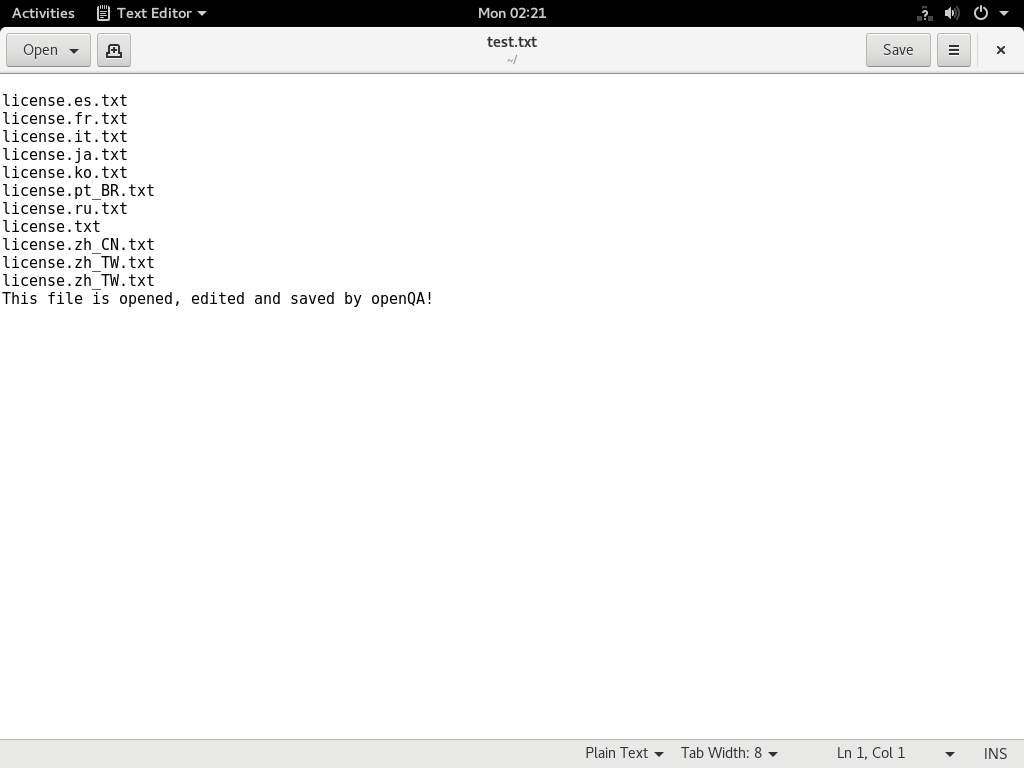 Activities Text Editor Mon 02:21
Open test.txt Save
~/
license.es.txt
license.fr.txt
license.it.txt
license.ja.txt
license.ko.txt
license.pt_BR.txt
license.ru.txt
license.txt
license.zh_CN.txt
license.zh_TW.txt
license.zh_TW.txt
This file is opened, edited and saved by openQA!
Plain Text Tab Width: 8 Ln 1, Col 1 INS